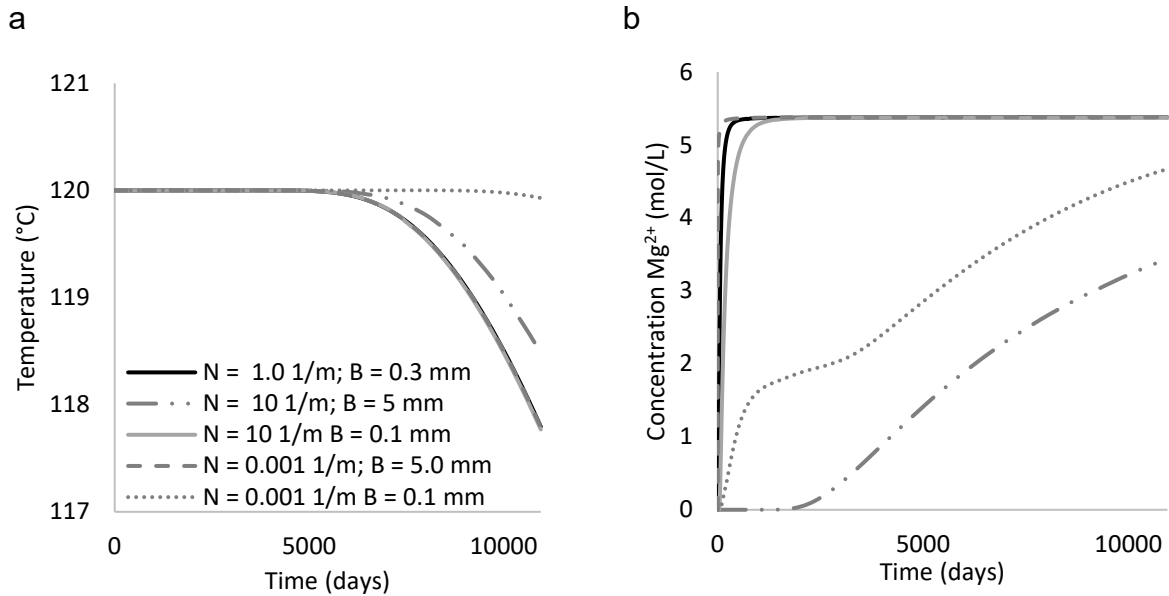 a
121
120
119
118
117
Temperature (°C)
N = 1.0 1/m; B = 0.3 mm
N = 10 1/m; B = 5 mm
N = 10 1/m B = 0.1 mm
N = 0.001 1/m; B = 5.0 mm
N = 0.001 1/m B = 0.1 mm
0 5000 10000
Time (days)
b
6
5
4
3
2
1
0
Concentration Mg²⁺ (mol/L)
0 5000 10000
Time (days)